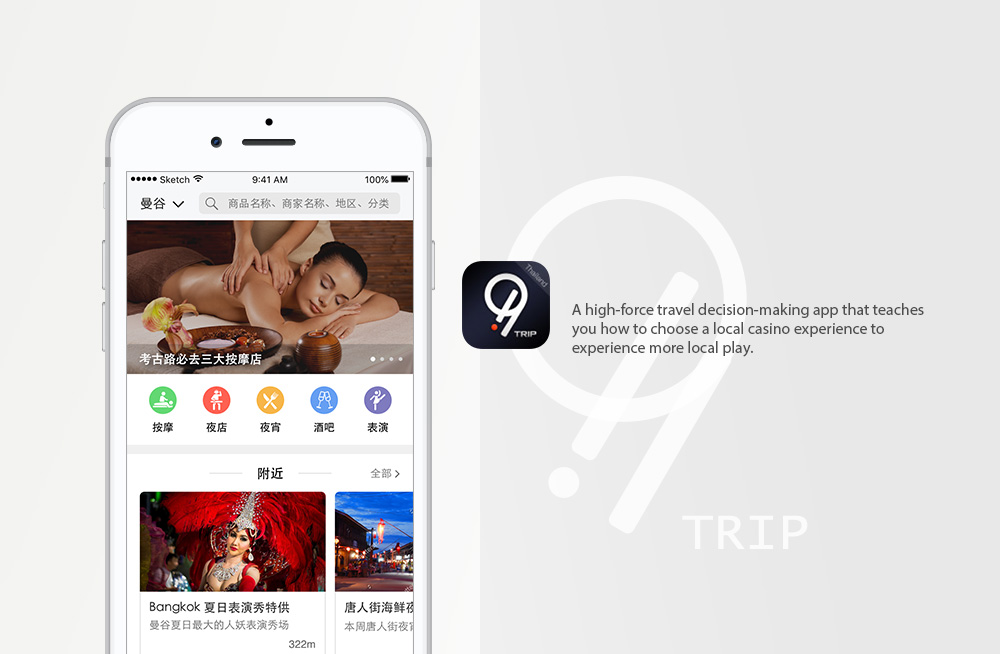 Sketch 9:41 AM 100%
曼谷 商品名称、商家名称、地区、分类
考古路必去三大按摩店
按摩 夜店 夜宵 酒吧 表演
附近 全部
Bangkok 夏日表演秀特供
曼谷夏日最大的人妖表演秀场
322m
唐人街海鲜
本周唐人街夜宵
Thailand
TRIP
A high-force travel decision-making app that teaches
you how to choose a local casino experience to
experience more local play.
TRIP